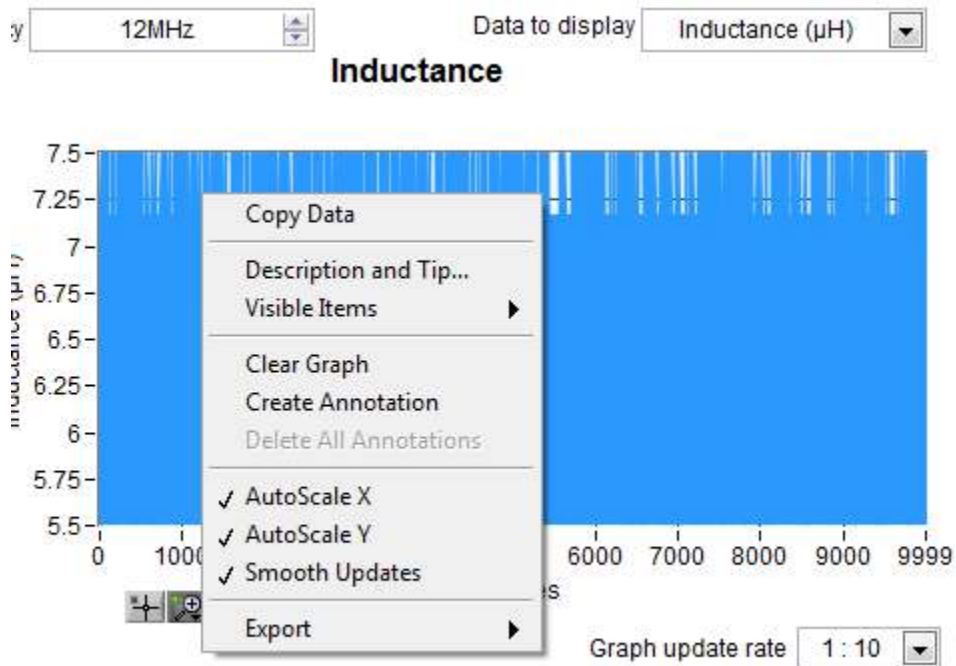 y 12MHz Data to display Inductance (µH)
Inductance
7.5
7.25
7
6.75
6.5
6.25
6
5.75
5.5
0 1000 6000 7000 8000 9000 9999
Copy Data
Description and Tip...
Visible Items
Clear Graph
Create Annotation
Delete All Annotations
✓ AutoScale X
✓ AutoScale Y
✓ Smooth Updates
Export
Graph update rate 1 : 10